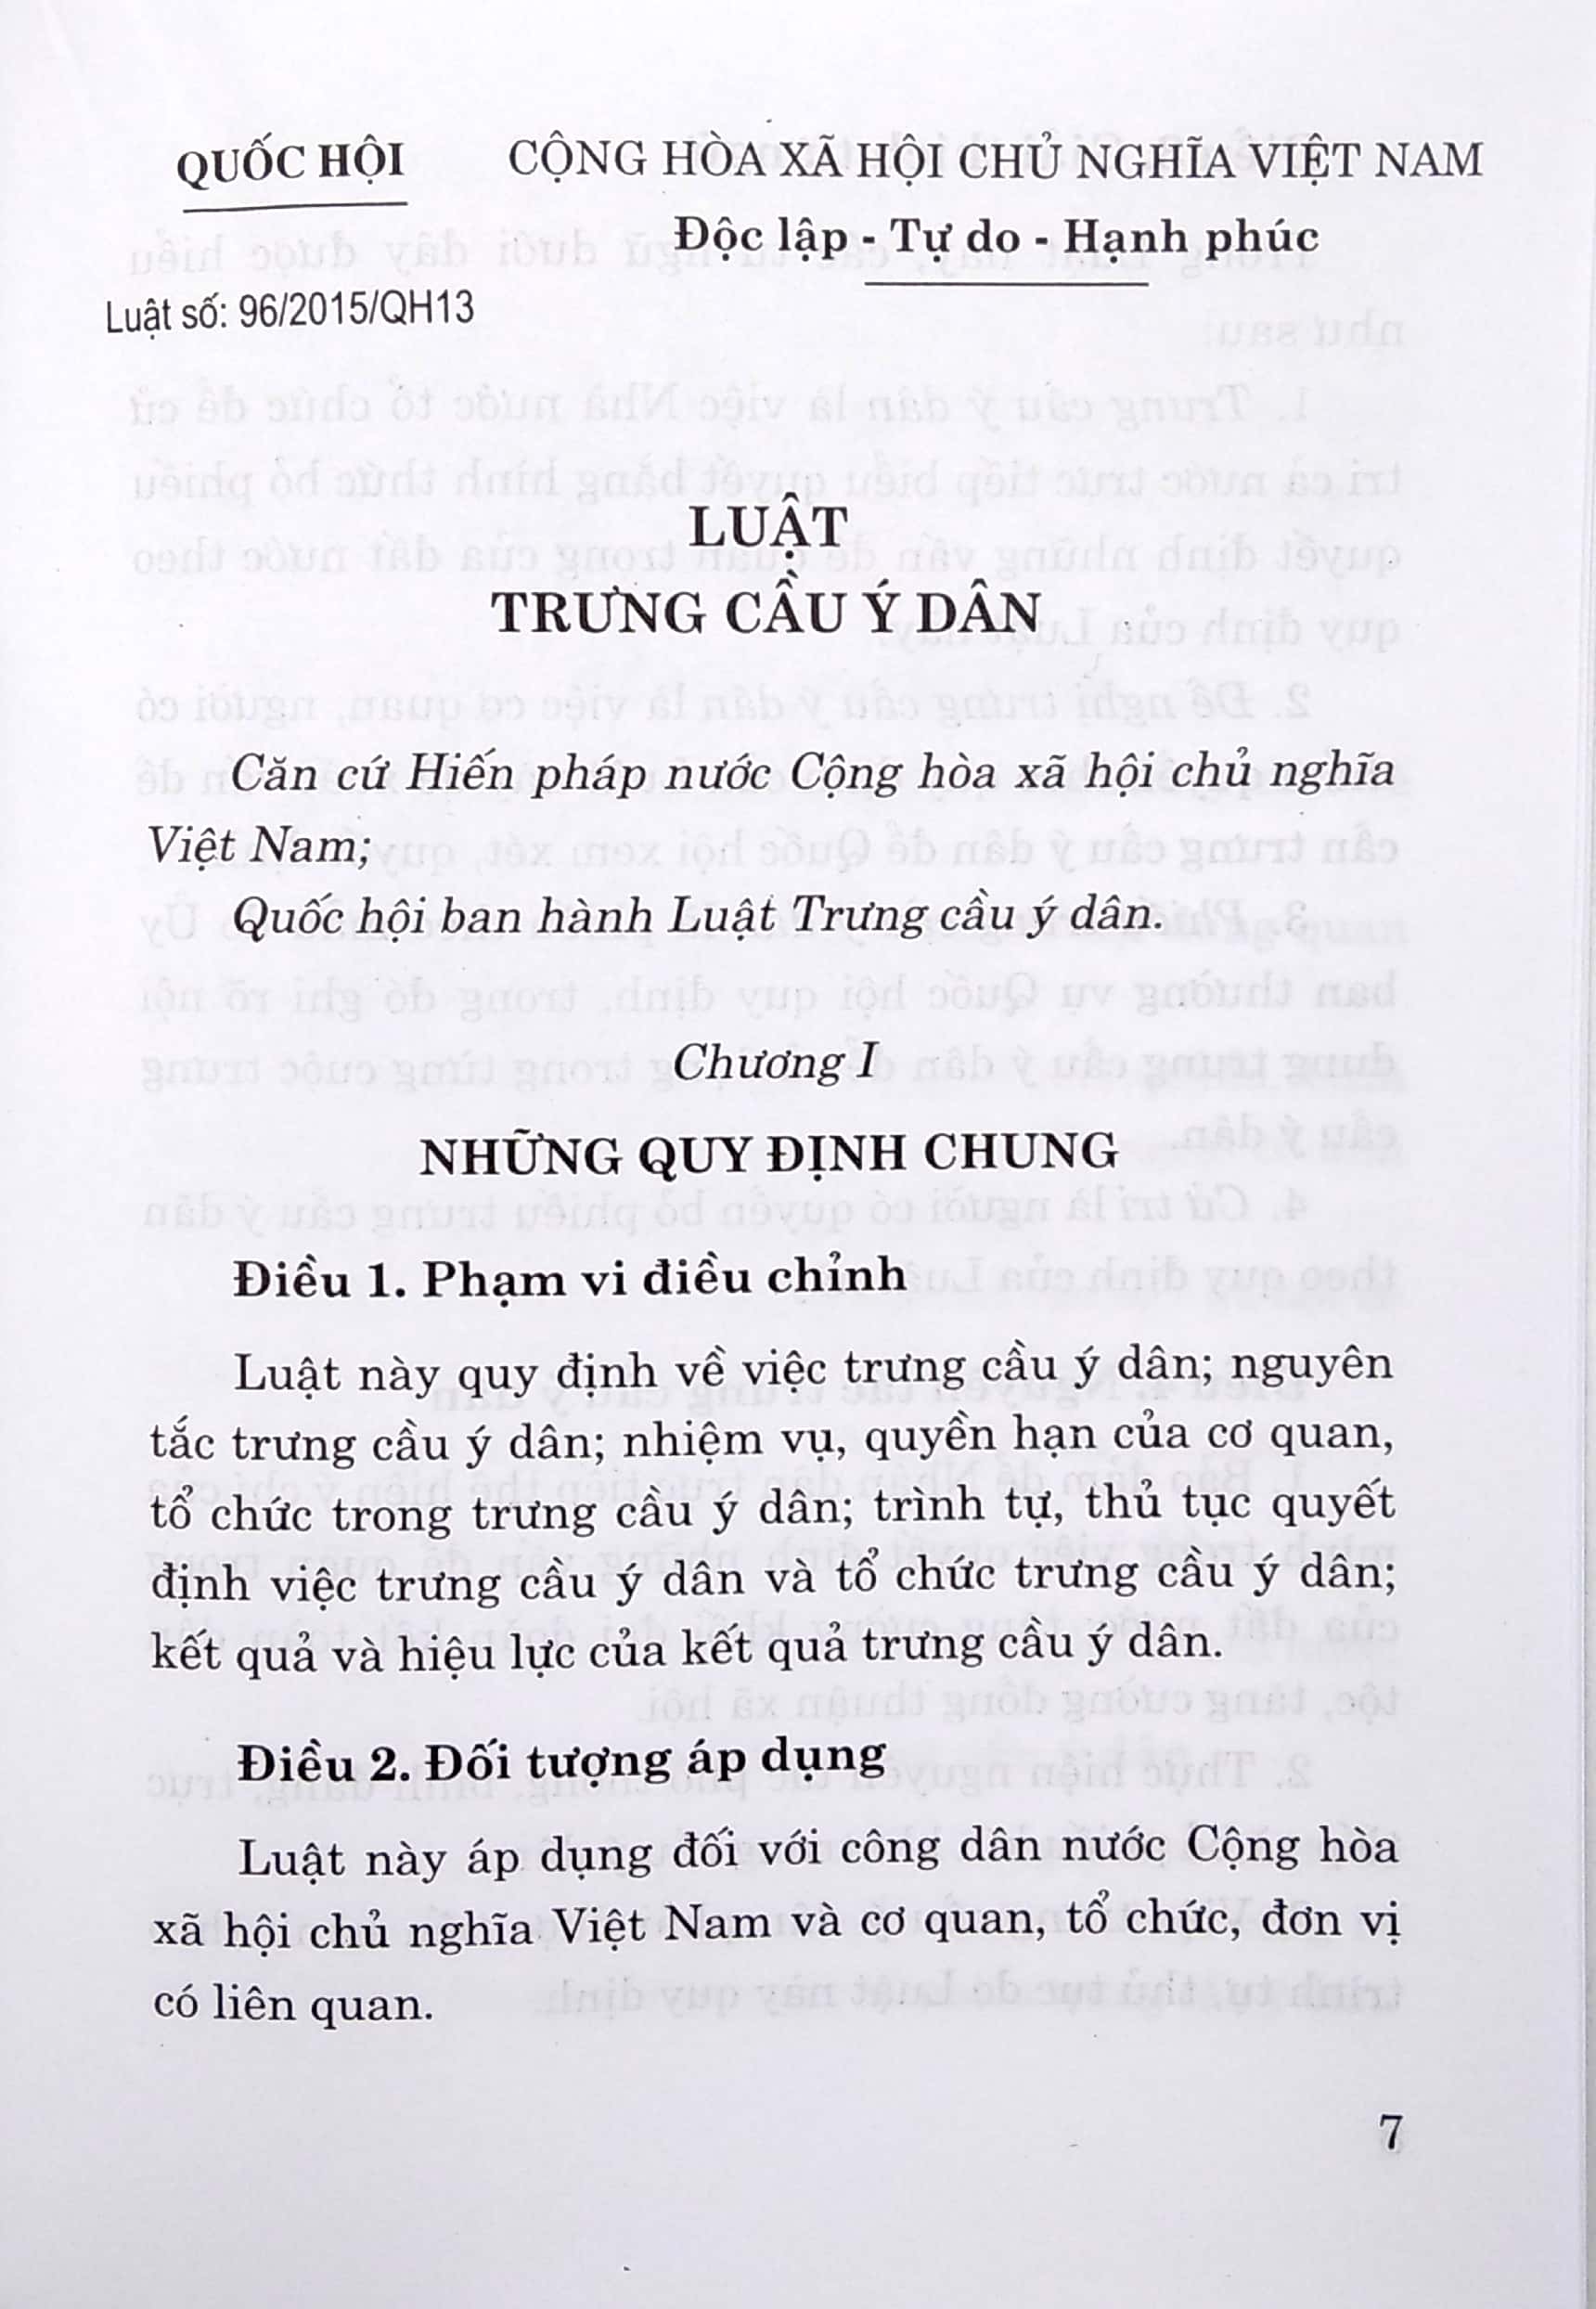 QUỐC HỘI
CỘNG HÒA XÃ HỘI CHỦ NGHĨA VIỆT NAM
Độc lập - Tự do - Hạnh phúc
Luật số: 96/2015/QH13
LUẬT
TRƯNG CẦU Ý DÂN
Căn cứ Hiến pháp nước Cộng hòa xã hội chủ nghĩa
Việt Nam;
Quốc hội ban hành Luật Trưng cầu ý dân.
Chương I
NHỮNG QUY ĐỊNH CHUNG
Điều 1. Phạm vi điều chỉnh
Luật này quy định về việc trưng cầu ý dân; nguyên
tắc trưng cầu ý dân; nhiệm vụ, quyền hạn của cơ quan,
tổ chức trong trưng cầu ý dân; trình tự, thủ tục quyết
định việc trưng cầu ý dân và tổ chức trưng cầu ý dân;
kết quả và hiệu lực của kết quả trưng cầu ý dân.
Điều 2. Đối tượng áp dụng
Luật này áp dụng đối với công dân nước Cộng hòa
xã hội chủ nghĩa Việt Nam và cơ quan, tổ chức, đơn vị
có liên quan.
7